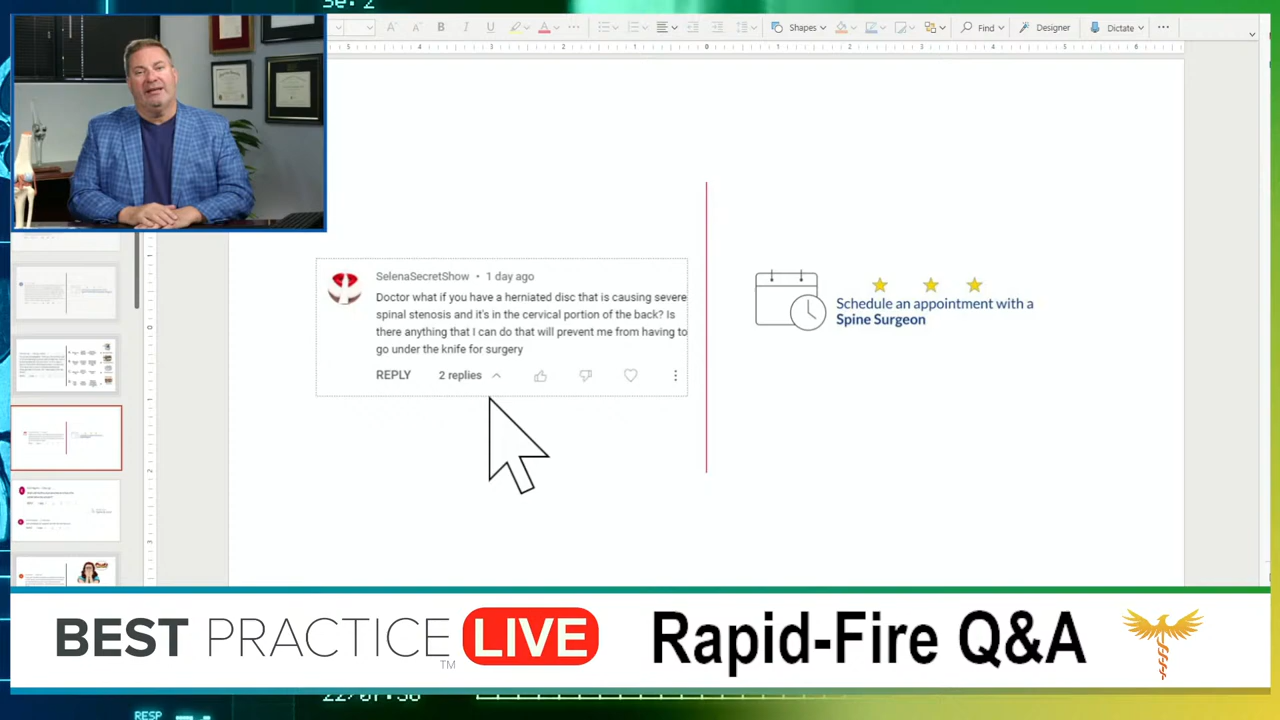 Shapes
Find
Designer
Dictate
SelenaSecretShow • 1 day ago
Doctor what if you have a herniated disc that is causing severe
spinal stenosis and it's in the cervical portion of the back? Is
there anything that I can do that will prevent me from having to
go under the knife for surgery
REPLY 2 replies
Schedule an appointment with a
Spine Surgeon
BEST PRACTICE LIVE
TM
Rapid-Fire Q&A
RESP